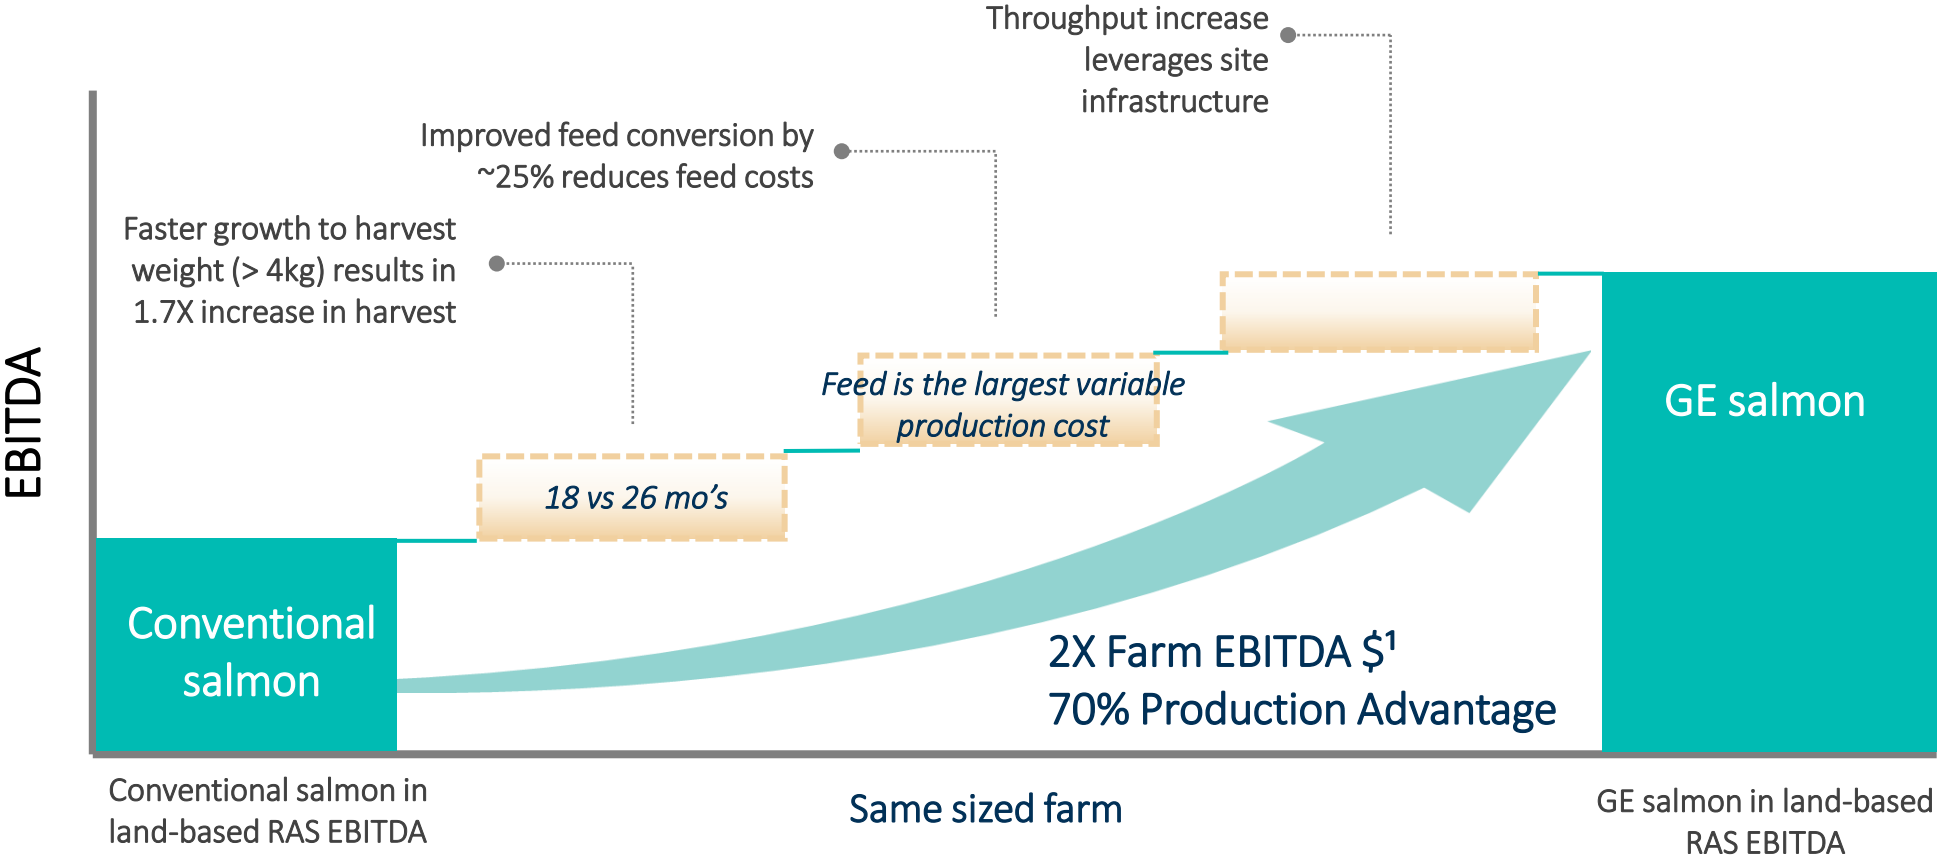 Throughput increase
leverages site
infrastructure
Improved feed conversion by
~25% reduces feed costs
Faster growth to harvest
weight (> 4kg) results in
1.7X increase in harvest
EBITDA
Feed is the largest variable
production cost
18 vs 26 mo’s
GE salmon
Conventional
salmon
2X Farm EBITDA $¹
70% Production Advantage
Conventional salmon in
land-based RAS EBITDA
Same sized farm
GE salmon in land-based
RAS EBITDA